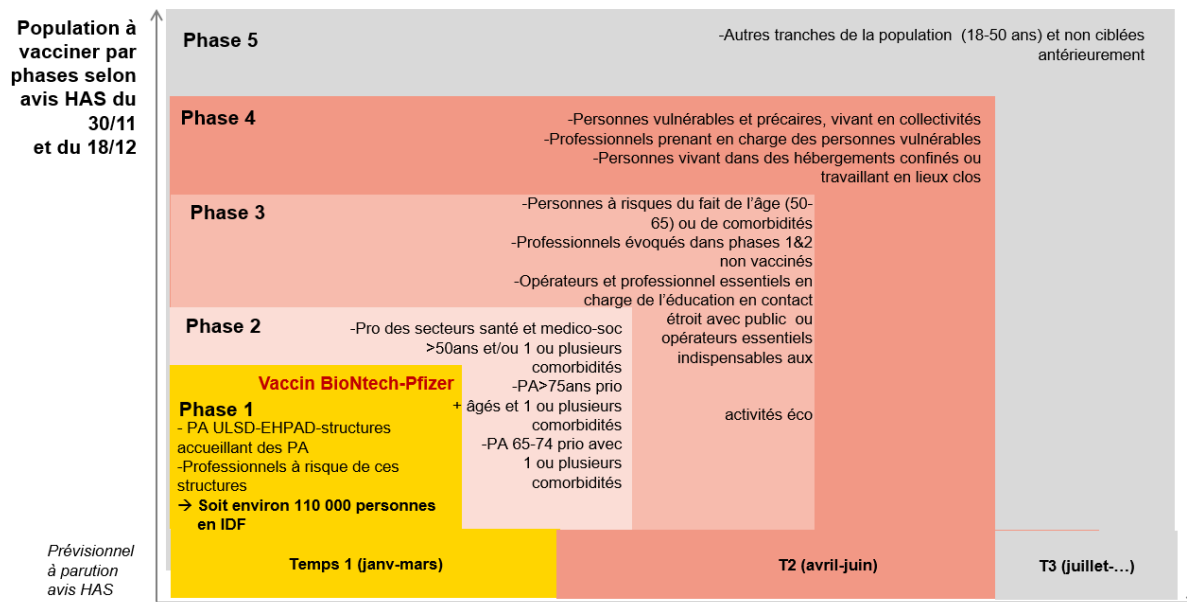 Population à
vacciner par
phases selon
avis HAS du
30/11
et du 18/12
Phase 5
-Autres tranches de la population  (18-50 ans) et non ciblées
antérieurement
Phase 4
-Personnes vulnérables et précaires, vivant en collectivités
-Professionnels prenant en charge des personnes vulnérables
-Personnes vivant dans des hébergements confinés ou
travaillant en lieux clos
Phase 3
-Personnes à risques du fait de l’âge (50-
65) ou de comorbidités
-Professionnels évoqués dans phases 1&2
non vaccinés
-Opérateurs et professionnel essentiels en
charge de l’éducation en contact
étroit avec public  ou
opérateurs essentiels
indispensables aux
activités éco
Phase 2
-Pro des secteurs santé et medico-soc
>50ans et/ou 1 ou plusieurs
comorbidités
-PA>75ans prio
+ âgés et 1 ou plusieurs
comorbidités
-PA 65-74 prio avec
1 ou plusieurs
comorbidités
Vaccin BioNtech-Pfizer
Phase 1
- PA ULSD-EHPAD-structures
accueillant des PA
-Professionnels à risque de ces
structures
→ Soit environ 110 000 personnes
en IDF
Prévisionnel
à parution
avis HAS
Temps 1 (janv-mars)
T2 (avril-juin)
T3 (juillet-...)